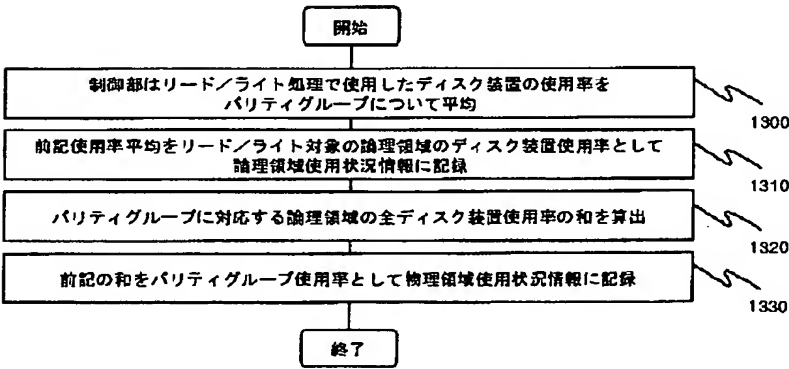 開始
制御部はリード／ライト処理で使用したディスク装置の使用率を
パリティグループについて平均
1300
前記使用率平均をリード／ライト対象の論理領域のディスク装置使用率として
論理領域使用状況情報に記録
1310
パリティグループに対応する論理領域の全ディスク装置使用率の和を算出
1320
前記の和をパリティグループ使用率として物理領域使用状況情報に記録
1330
終了